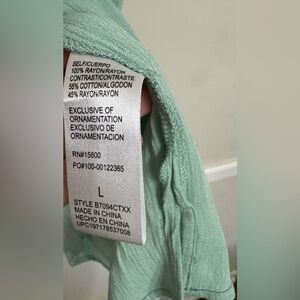 SELF/CUERPO
100% RAYON/RAYON
CONTRAST/CONTRASTE
55% COTTON/ALGODON
45% RAYON/RAYON
EXCLUSIVE OF
ORNAMENTATION
EXCLUSIVO DE
ORNAMENTACION
RN#15600
PO#100-00122365
L
STYLE B7094CTXX
MADE IN CHINA
HECHO EN CHINA
UPC197178537008